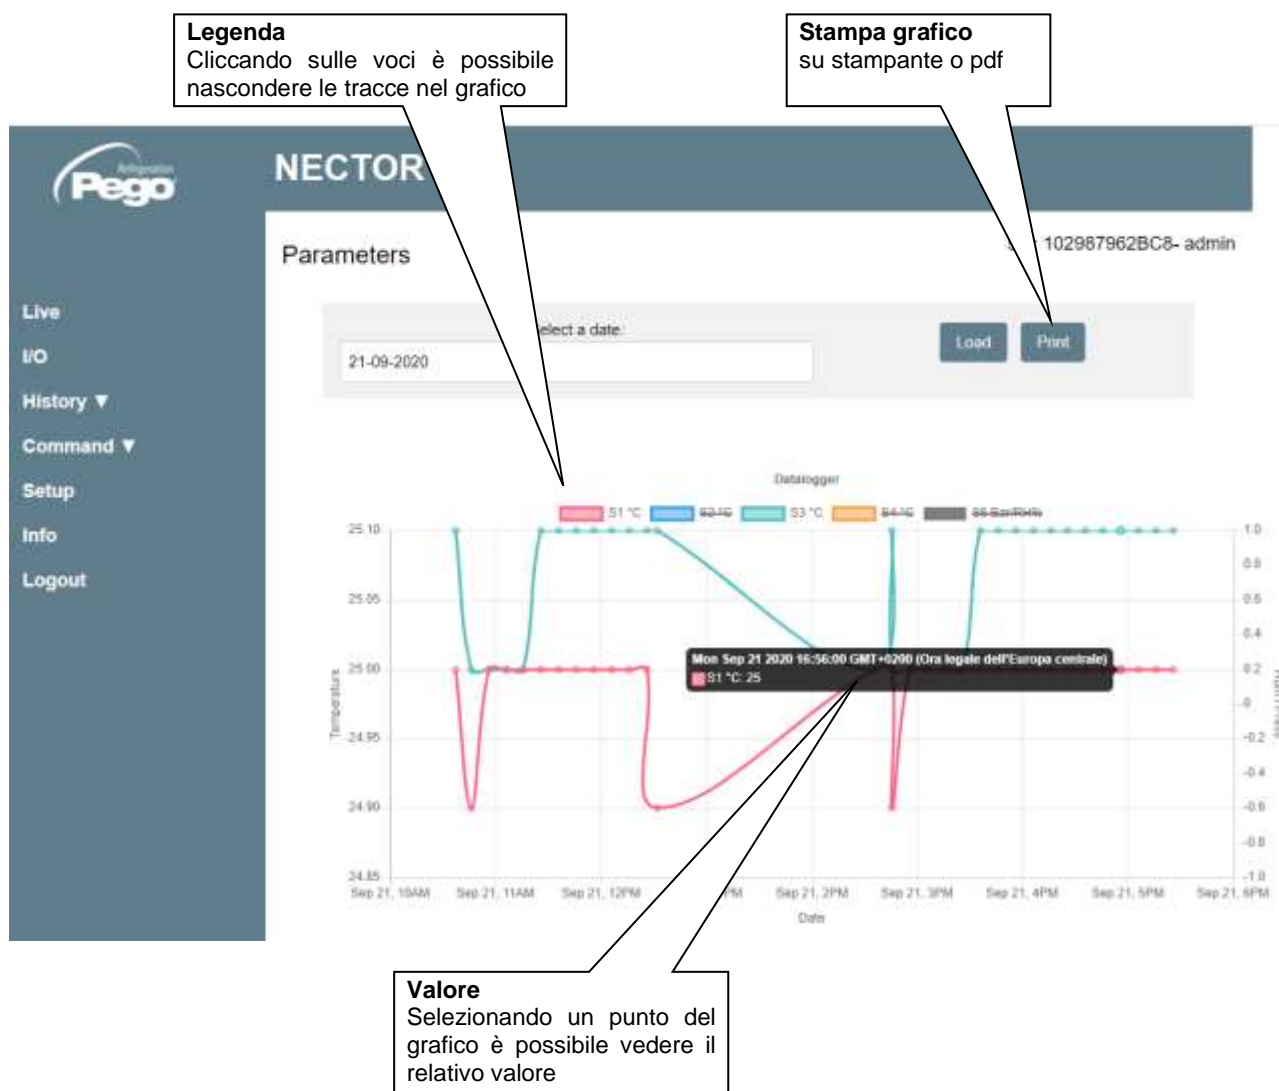 Legenda
Cliccando sulle voci è possibile
nascondere le tracce nel grafico
Stampa grafico
su stampante o pdf
Pego
NECTOR
Parameters
102987962BC8- admin
Live
I/O
History ▼
Command ▼
Setup
Info
Logout
elect a date:
21-09-2020
Load
Print
Datalogger
S1 °C
S2 °C
S3 °C
S4 °C
S5 Bar/RH%
25.10
25.05
25.00
24.95
24.90
24.85
Temperature
1.0
0.8
0.6
0.4
0.2
0
-0.2
-0.4
-0.6
-0.8
-1.0
Mon Sep 21 2020 16:56:00 GMT+0200 (Ora legale dell'Europa centrale)
S1 °C: 25
Sep 21, 10AM
Sep 21, 11AM
Sep 21, 12PM
PM
Sep 21, 2PM
Sep 21, 3PM
Sep 21, 4PM
Sep 21, 5PM
Sep 21, 6PM
Date
Valore
Selezionando un punto del
grafico è possibile vedere il
relativo valore